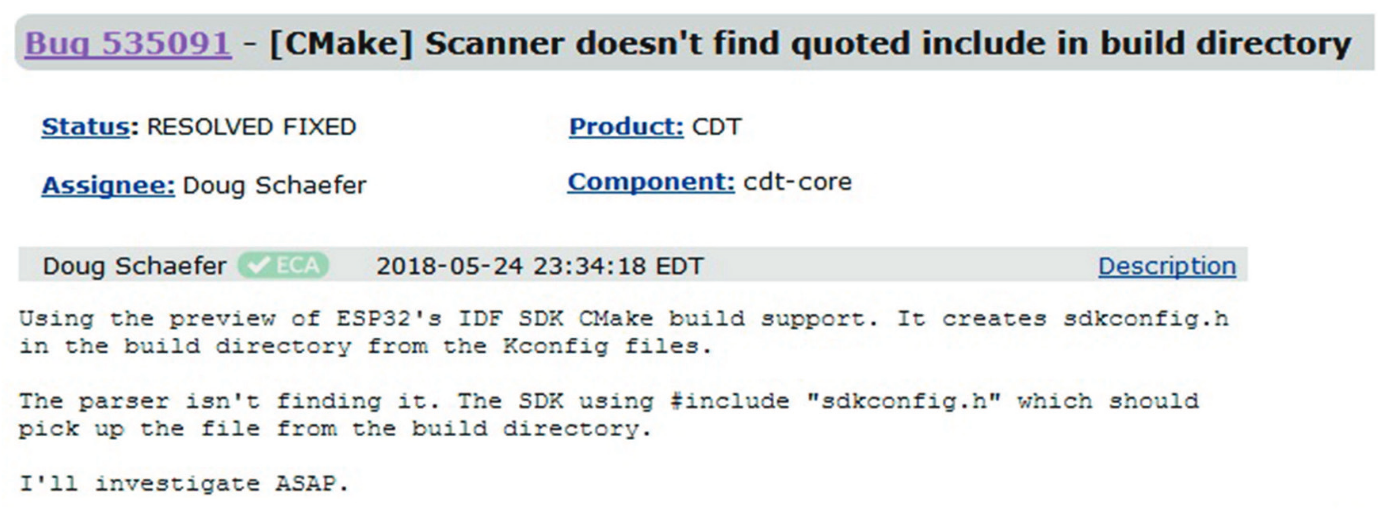 Bug 535091 - [CMake] Scanner doesn't find quoted include in build directory
Status: RESOLVED FIXED Product: CDT
Assignee: Doug Schaefer Component: cdt-core
Doug Schaefer ECA 2018-05-24 23:34:18 EDT Description
Using the preview of ESP32's IDF SDK CMake build support. It creates sdkconfig.h
in the build directory from the Kconfig files.
The parser isn't finding it. The SDK using #include "sdkconfig.h" which should
pick up the file from the build directory.
I'll investigate ASAP.